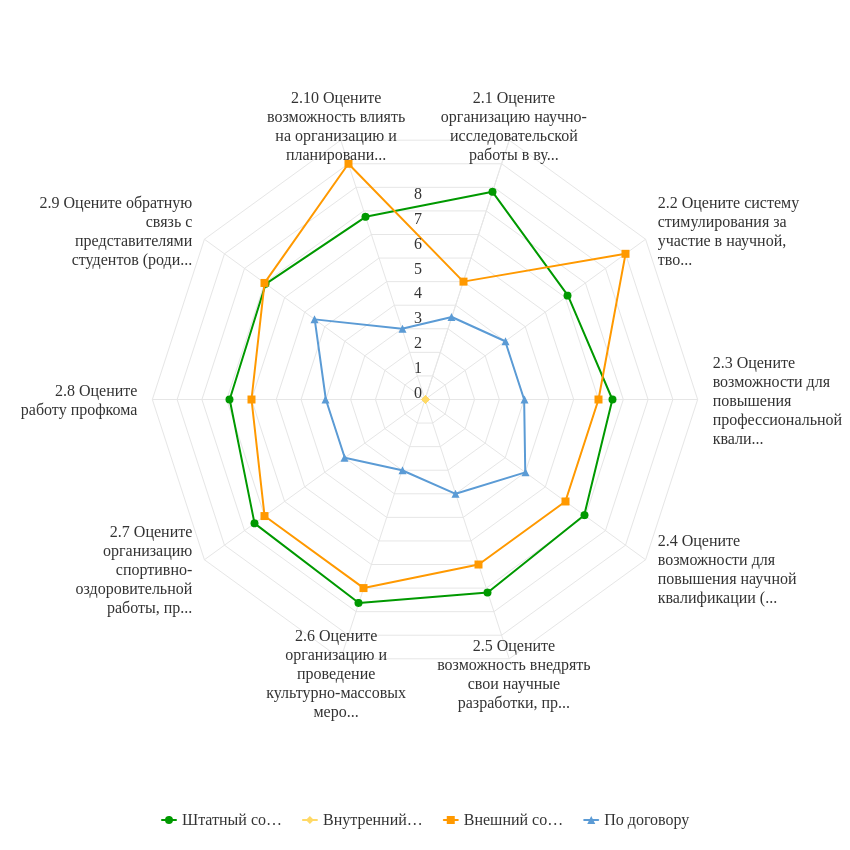 2.10 Оцените
возможность влиять
на организацию и
планировани...
2.1 Оцените
организацию научно-
исследовательской
работы в ву...
2.9 Оцените обратную
связь с
представителями
студентов (роди...
2.2 Оцените систему
стимулирования за
участие в научной,
тво...
8
7
6
5
4
3
2
1
0
2.8 Оцените
работу профкома
2.3 Оцените
возможности для
повышения
профессиональной
квали...
2.7 Оцените
организацию
спортивно-
оздоровительной
работы, пр...
2.4 Оцените
возможности для
повышения научной
квалификации (...
2.6 Оцените
организацию и
проведение
культурно-массовых
меро...
2.5 Оцените
возможность внедрять
свои научные
разработки, пр...
Штатный со… Внутренний… Внешний со… По договору